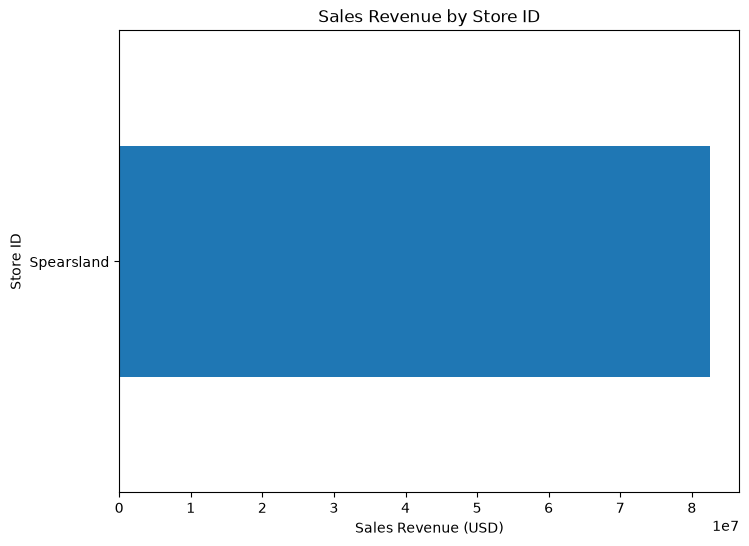 Sales Revenue by Store ID
Store ID
Spearsland
0 1 2 3 4 5 6 7 8
1e7
Sales Revenue (USD)